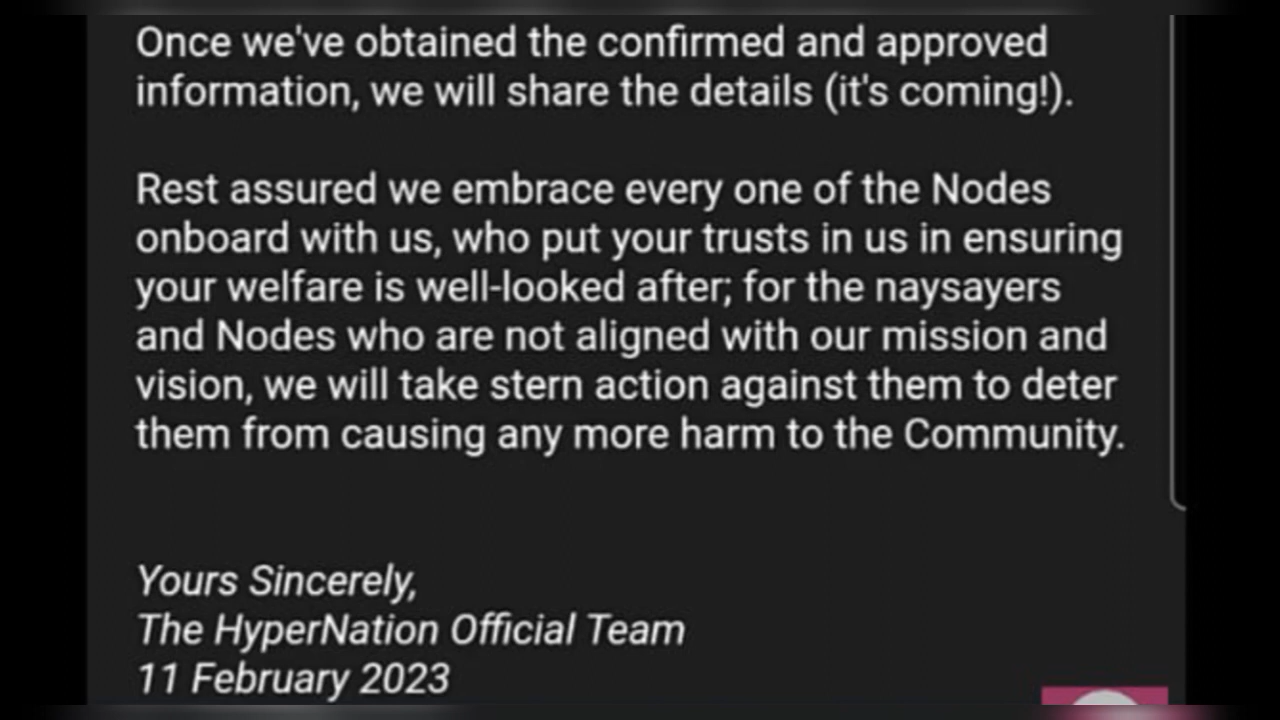 Once we've obtained the confirmed and approved
information, we will share the details (it's coming!).
Rest assured we embrace every one of the Nodes
onboard with us, who put your trusts in us in ensuring
your welfare is well-looked after; for the naysayers
and Nodes who are not aligned with our mission and
vision, we will take stern action against them to deter
them from causing any more harm to the Community.
Yours Sincerely,
The HyperNation Official Team
11 February 2023